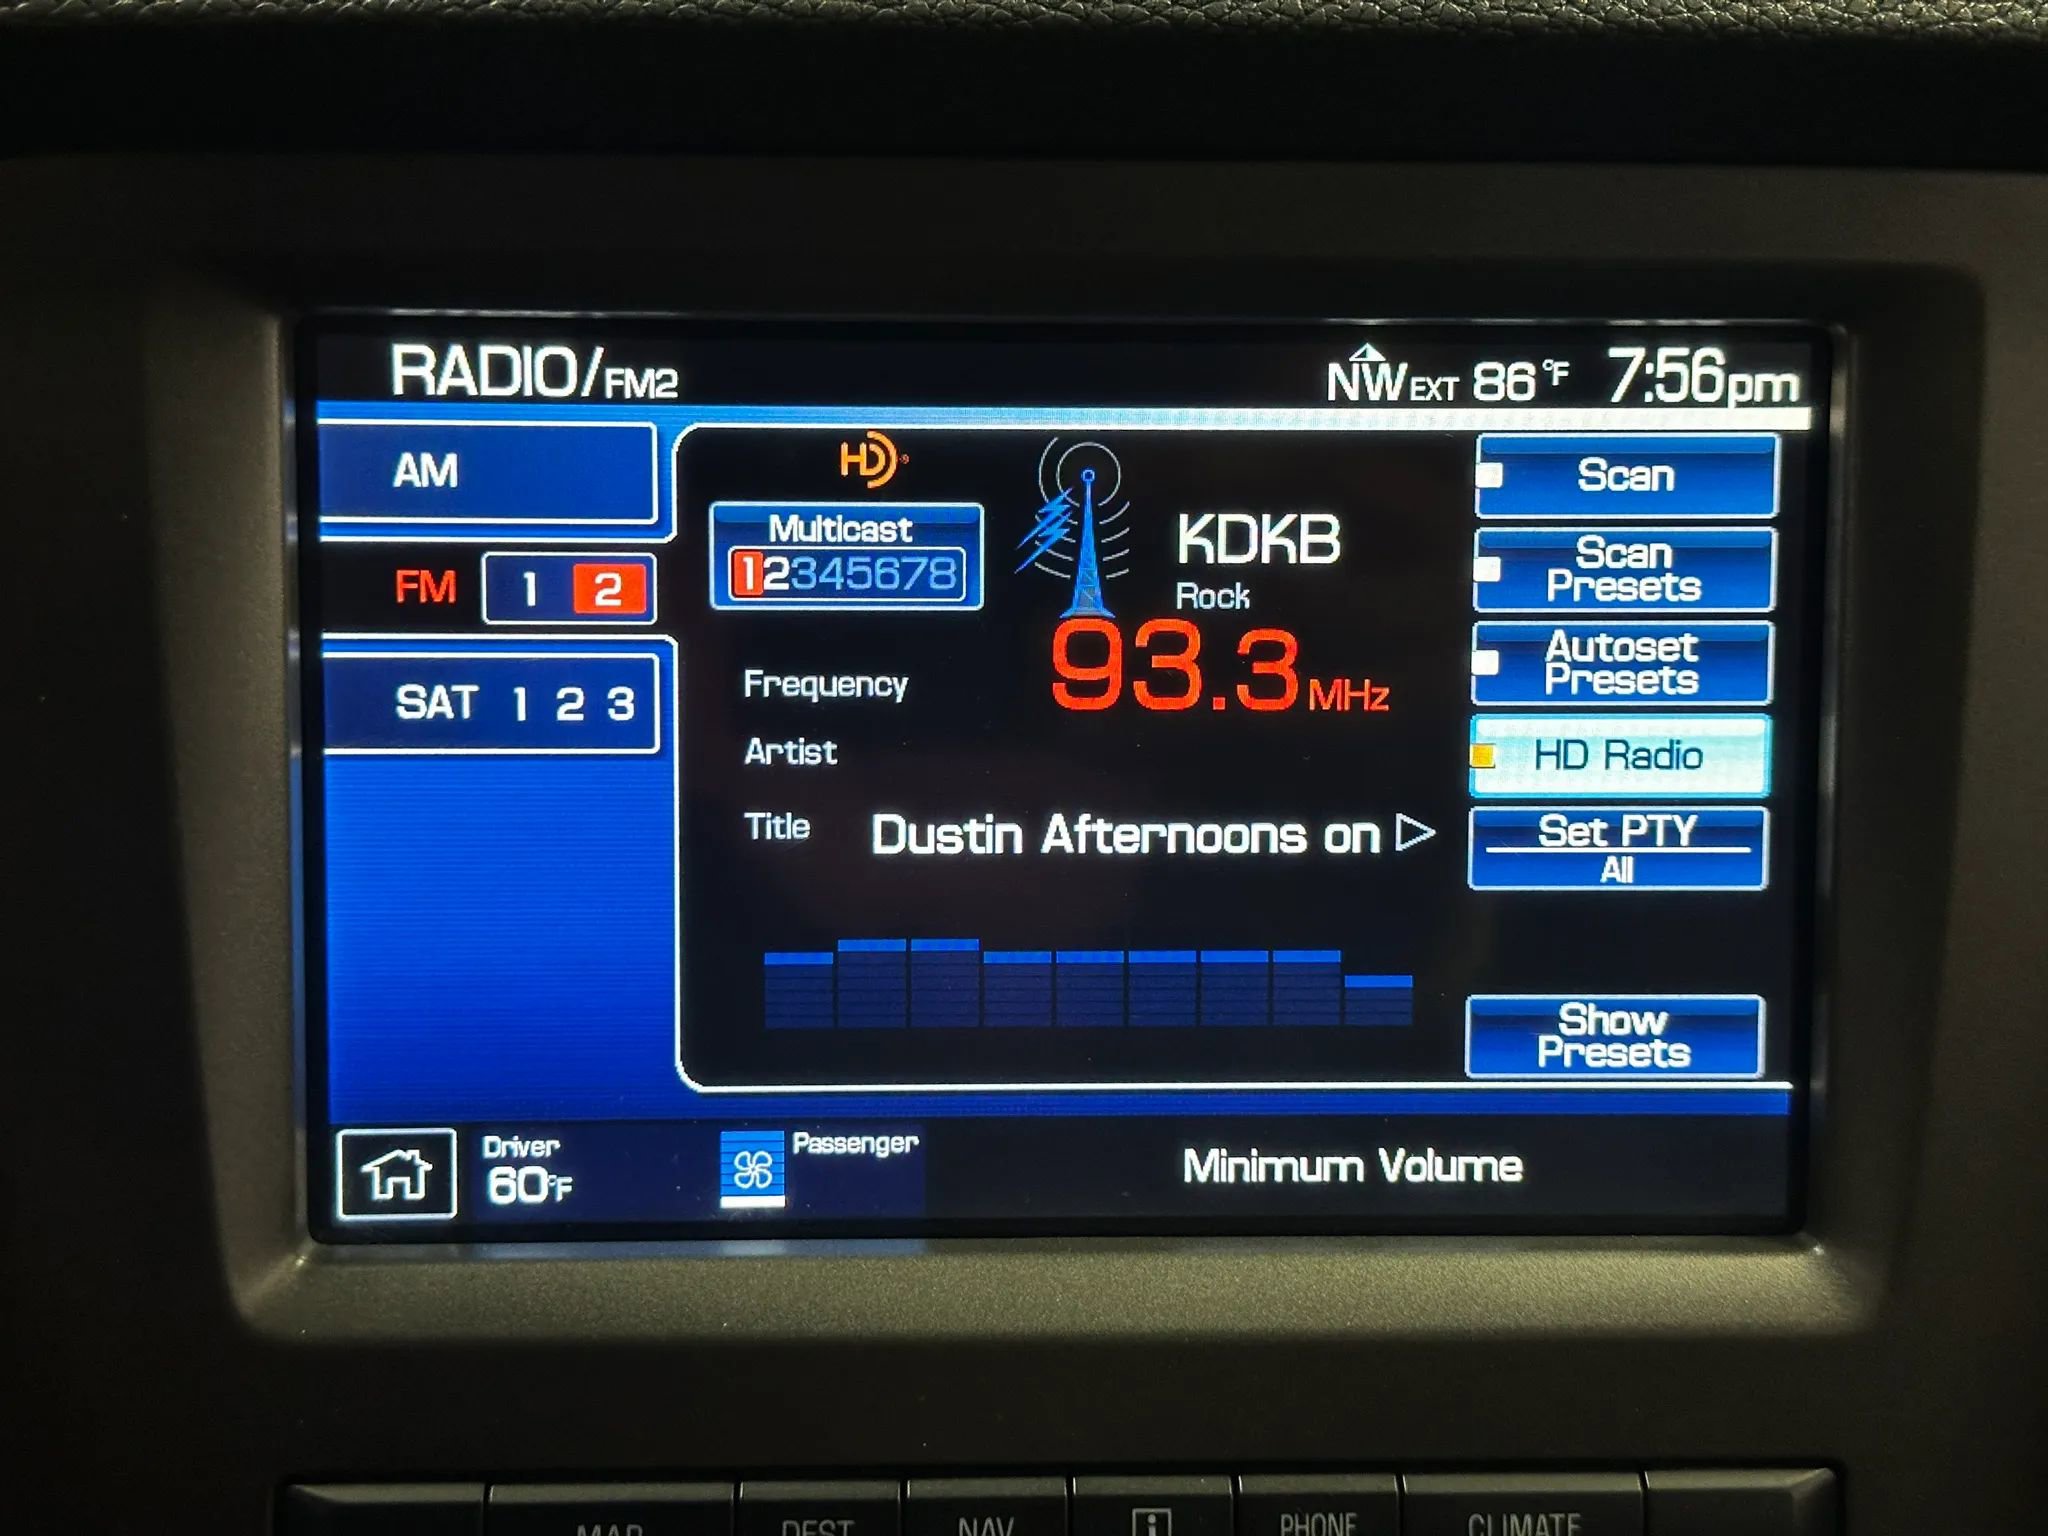 RADIO/FM2
NW EXT 86°F 7:56pm
AM
FM 1 2
SAT 1 2 3
HD
Multicast
12345678
KDKB
Rock
Frequency 93.3 MHz
Artist
Title Dustin Afternoons on
Scan
Scan
Presets
Autoset
Presets
HD Radio
Set PTY
All
Show
Presets
Driver
60°F
Passenger
Minimum Volume
MAP DEST NAV i PHONE CLIMATE